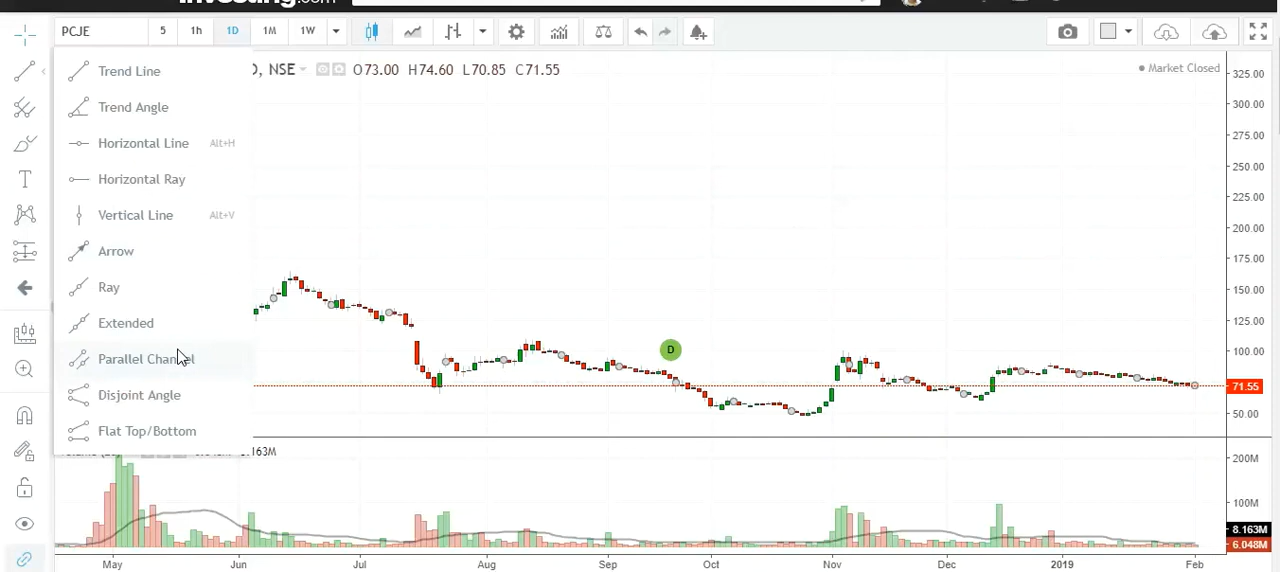 Investing.com
PCJE 5 1h 1D 1M 1W
, NSE O73.00 H74.60 L70.85 C71.55
Market Closed
Trend Line
Trend Angle
Horizontal Line Alt+H
Horizontal Ray
Vertical Line Alt+V
Arrow
Ray
Extended
Parallel Channel
Disjoint Angle
Flat Top/Bottom
D
325.00
300.00
275.00
250.00
225.00
200.00
175.00
150.00
125.00
100.00
71.55
50.00
200M
100M
8.163M
6.048M
May Jun Jul Aug Sep Oct Nov Dec 2019 Feb